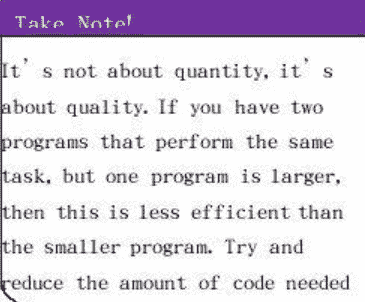 Take Note!
It's not about quantity, it's
about quality. If you have two
programs that perform the same
task, but one program is larger,
then this is less efficient than
the smaller program. Try and
reduce the amount of code needed